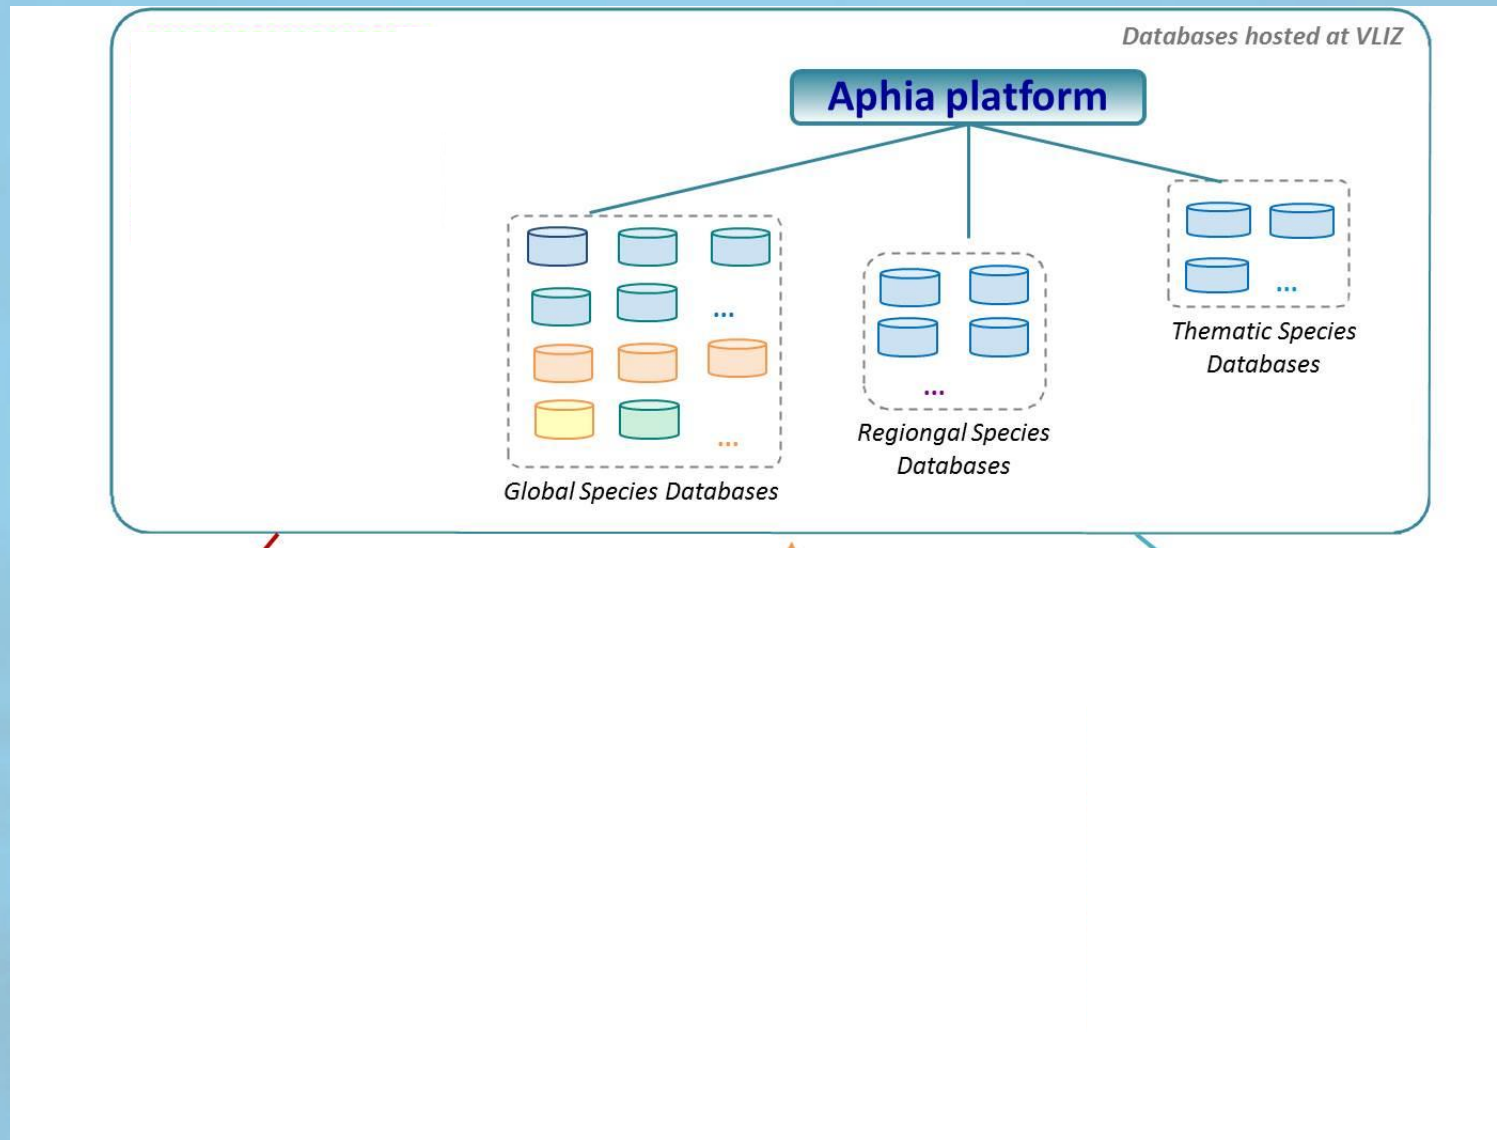 Databases hosted at VLIZ
Aphia platform
...
...
...
...
Global Species Databases
Regiongal Species
Databases
Thematic Species
Databases